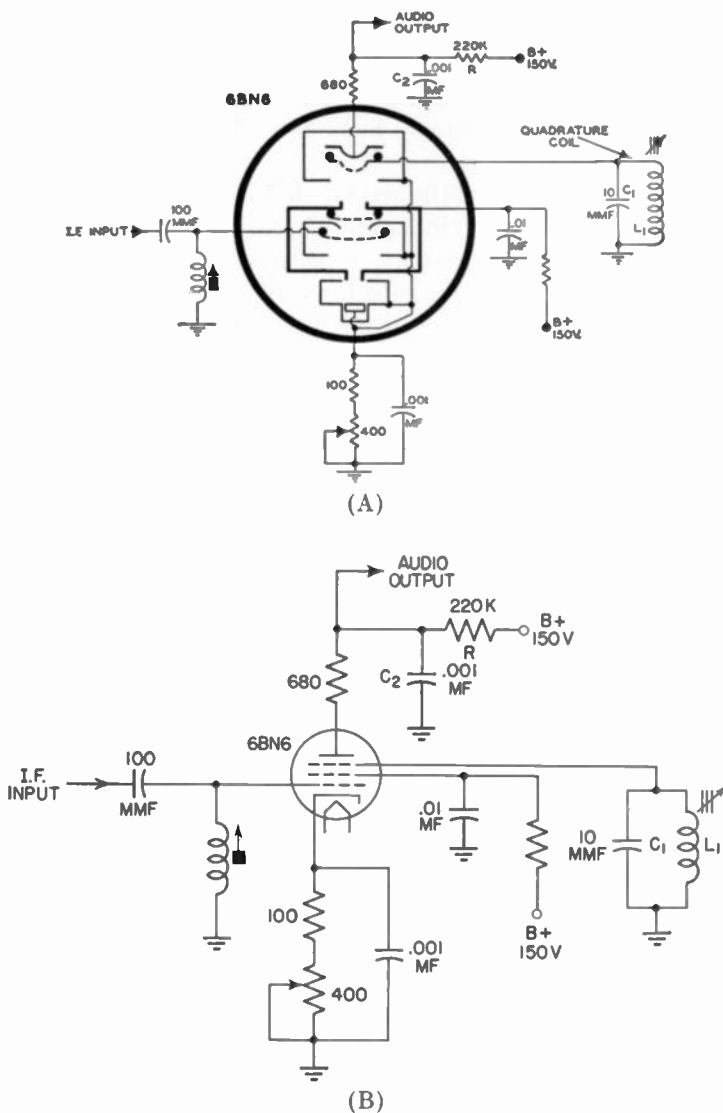 AUDIO
OUTPUT
220K
B+
150V.
.001
C2
MF
R
680
6BN6
QUADRATURE
COIL
100
MMF
I.F. INPUT
10
MMF
C1
L1
.01
MF
B+
150V.
100
400
.001
MF
(A)
AUDIO
OUTPUT
220K
B+
150V
R
680
C2
.001
MF
6BN6
I.F.
INPUT
100
MMF
.01
MF
10
MMF
C1
L1
B+
150V
100
400
.001
MF
(B)